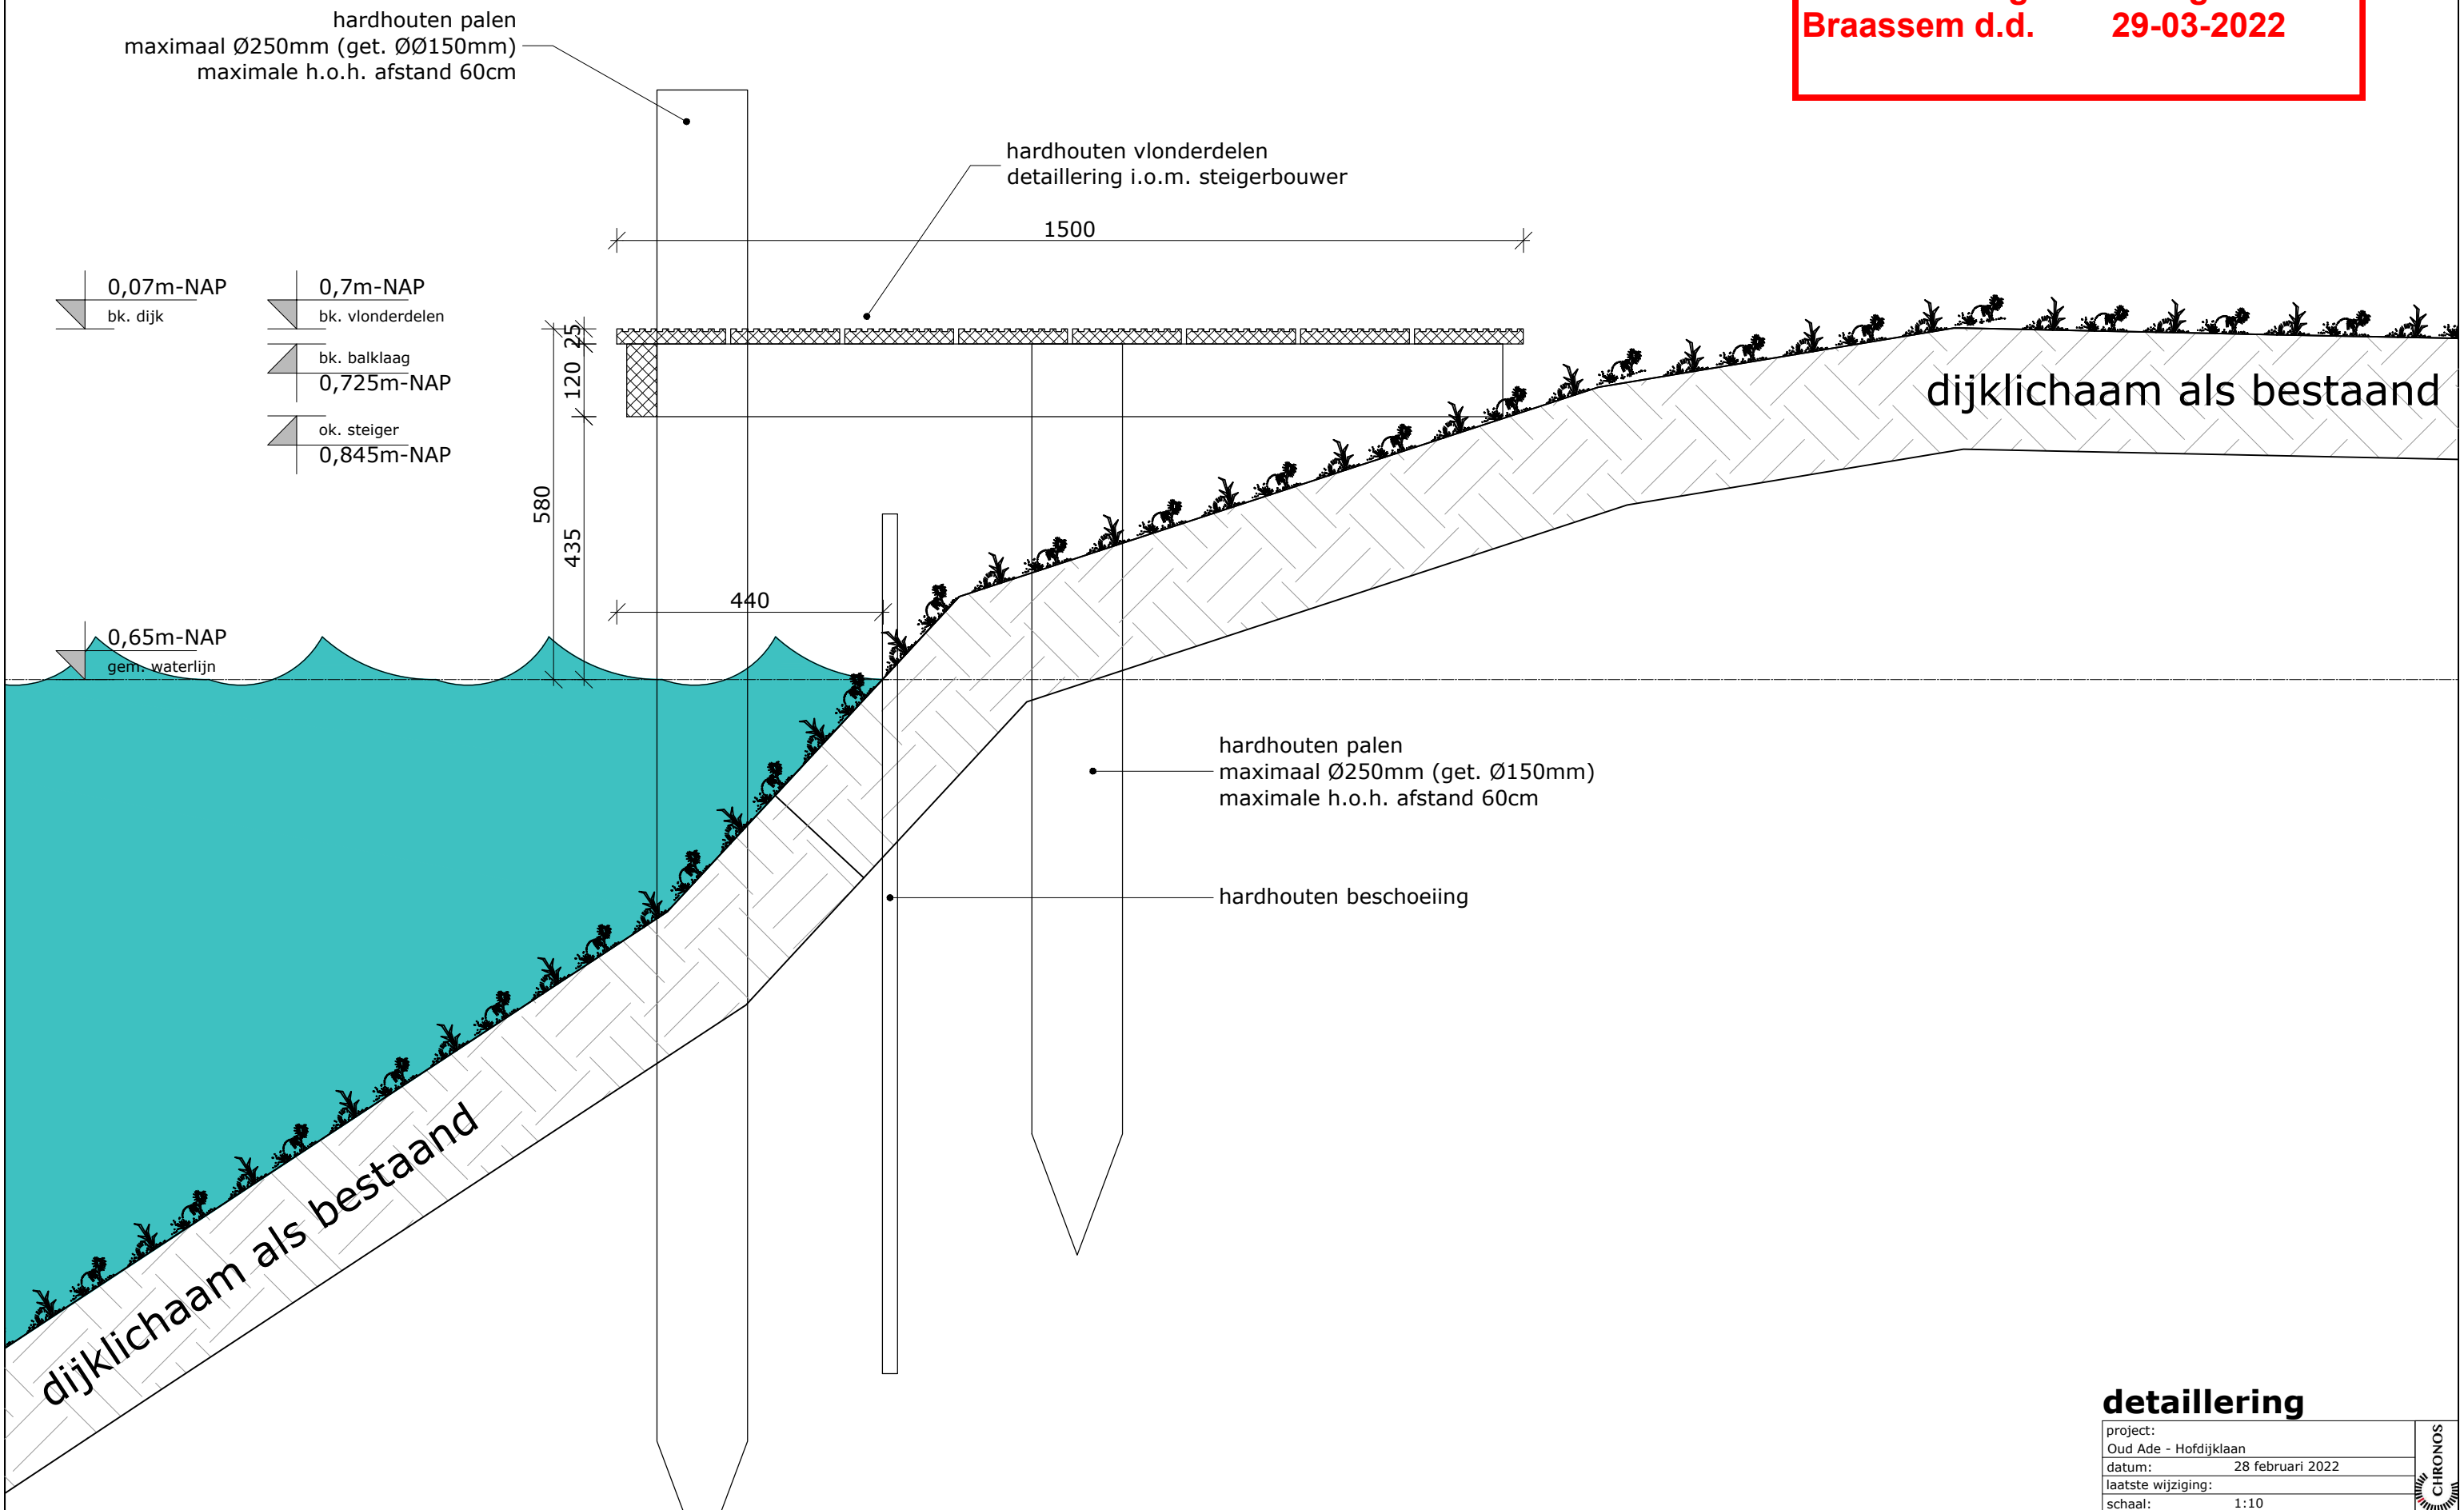 Braassem d.d. 29-03-2022
hardhouten palen
maximaal Ø250mm (get. ØØ150mm)
maximale h.o.h. afstand 60cm
hardhouten vlonderdelen
detaillering i.o.m. steigerbouwer
1500
0,07m-NAP
bk. dijk
0,7m-NAP
bk. vlonderdelen
bk. balklaag
0,725m-NAP
ok. steiger
0,845m-NAP
25
120
580
435
440
dijklichaam als bestaand
0,65m-NAP
gem. waterlijn
hardhouten palen
maximaal Ø250mm (get. Ø150mm)
maximale h.o.h. afstand 60cm
hardhouten beschoeiing
dijklichaam als bestaand
detaillering
project:
Oud Ade - Hofdijklaan
datum: 28 februari 2022
laatste wijziging:
schaal: 1:10
CHRONOS